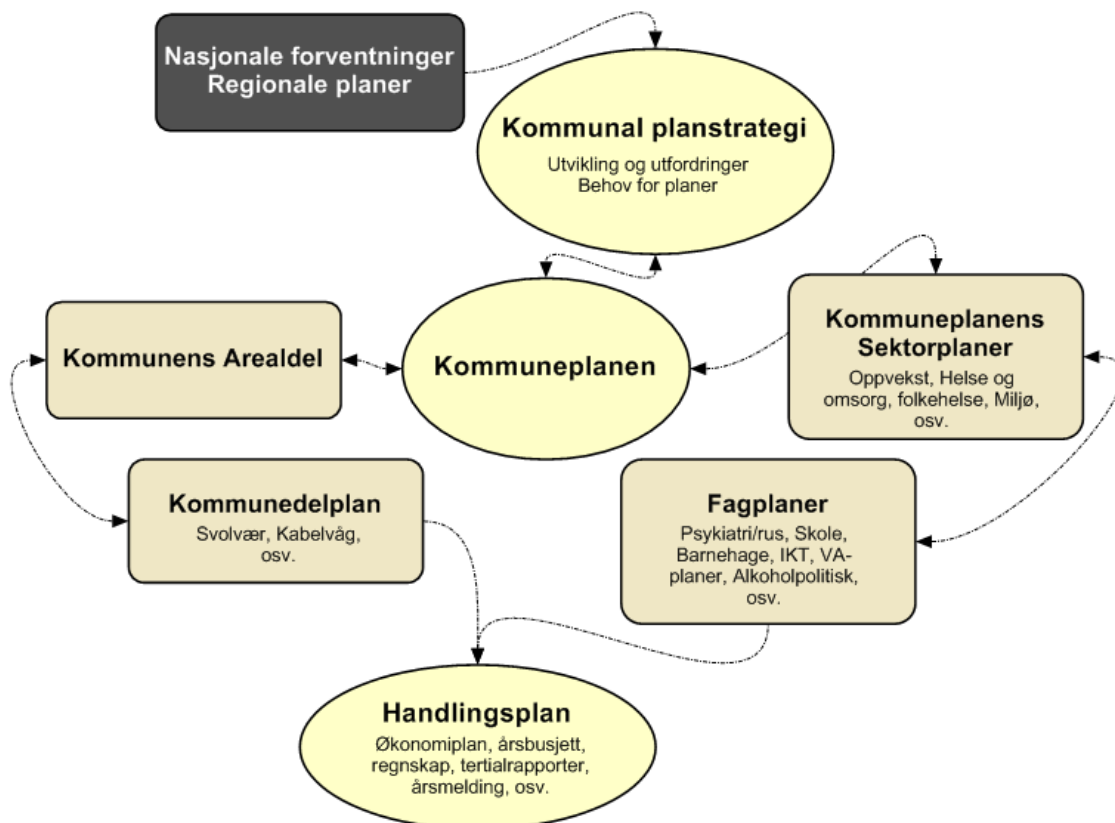 Nasjonale forventninger
Regionale planer
Kommunal planstrategi
Utvikling og utfordringer
Behov for planer
Kommunens Arealdel
Kommuneplanen
Kommuneplanens
Sektorplaner
Oppvekst, Helse og
omsorg, folkehelse, Miljø,
osv.
Kommunedelplan
Svolvær, Kabelvåg,
osv.
Fagplaner
Psykiatri/rus, Skole,
Barnehage, IKT, VA-
planer, Alkoholpolitisk,
osv.
Handlingsplan
Økonomiplan, årsbusjett,
regnskap, tertialrapporter,
årsmelding, osv.